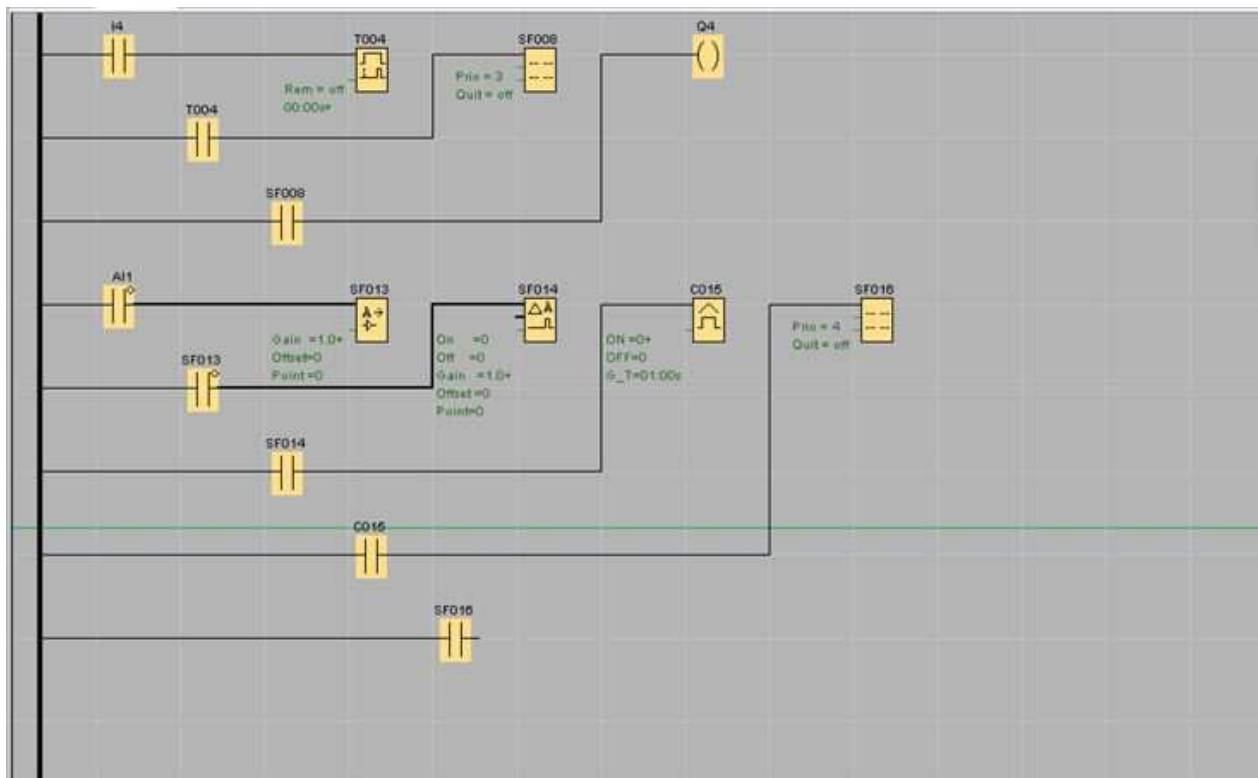 I4
T004
SF008
Q4
Rem = off
00:00s+
Prio = 3
Quit = off
T004
SF008
AI1
SF013
SF014
C015
SF016
Gain =1.0+
Offset=0
Point=0
On =0
Off =0
Gain =1.0+
Offset=0
Point=0
ON =0+
OFF=0
G_T=01:00s
Prio = 4
Quit = off
SF013
SF014
C015
SF016